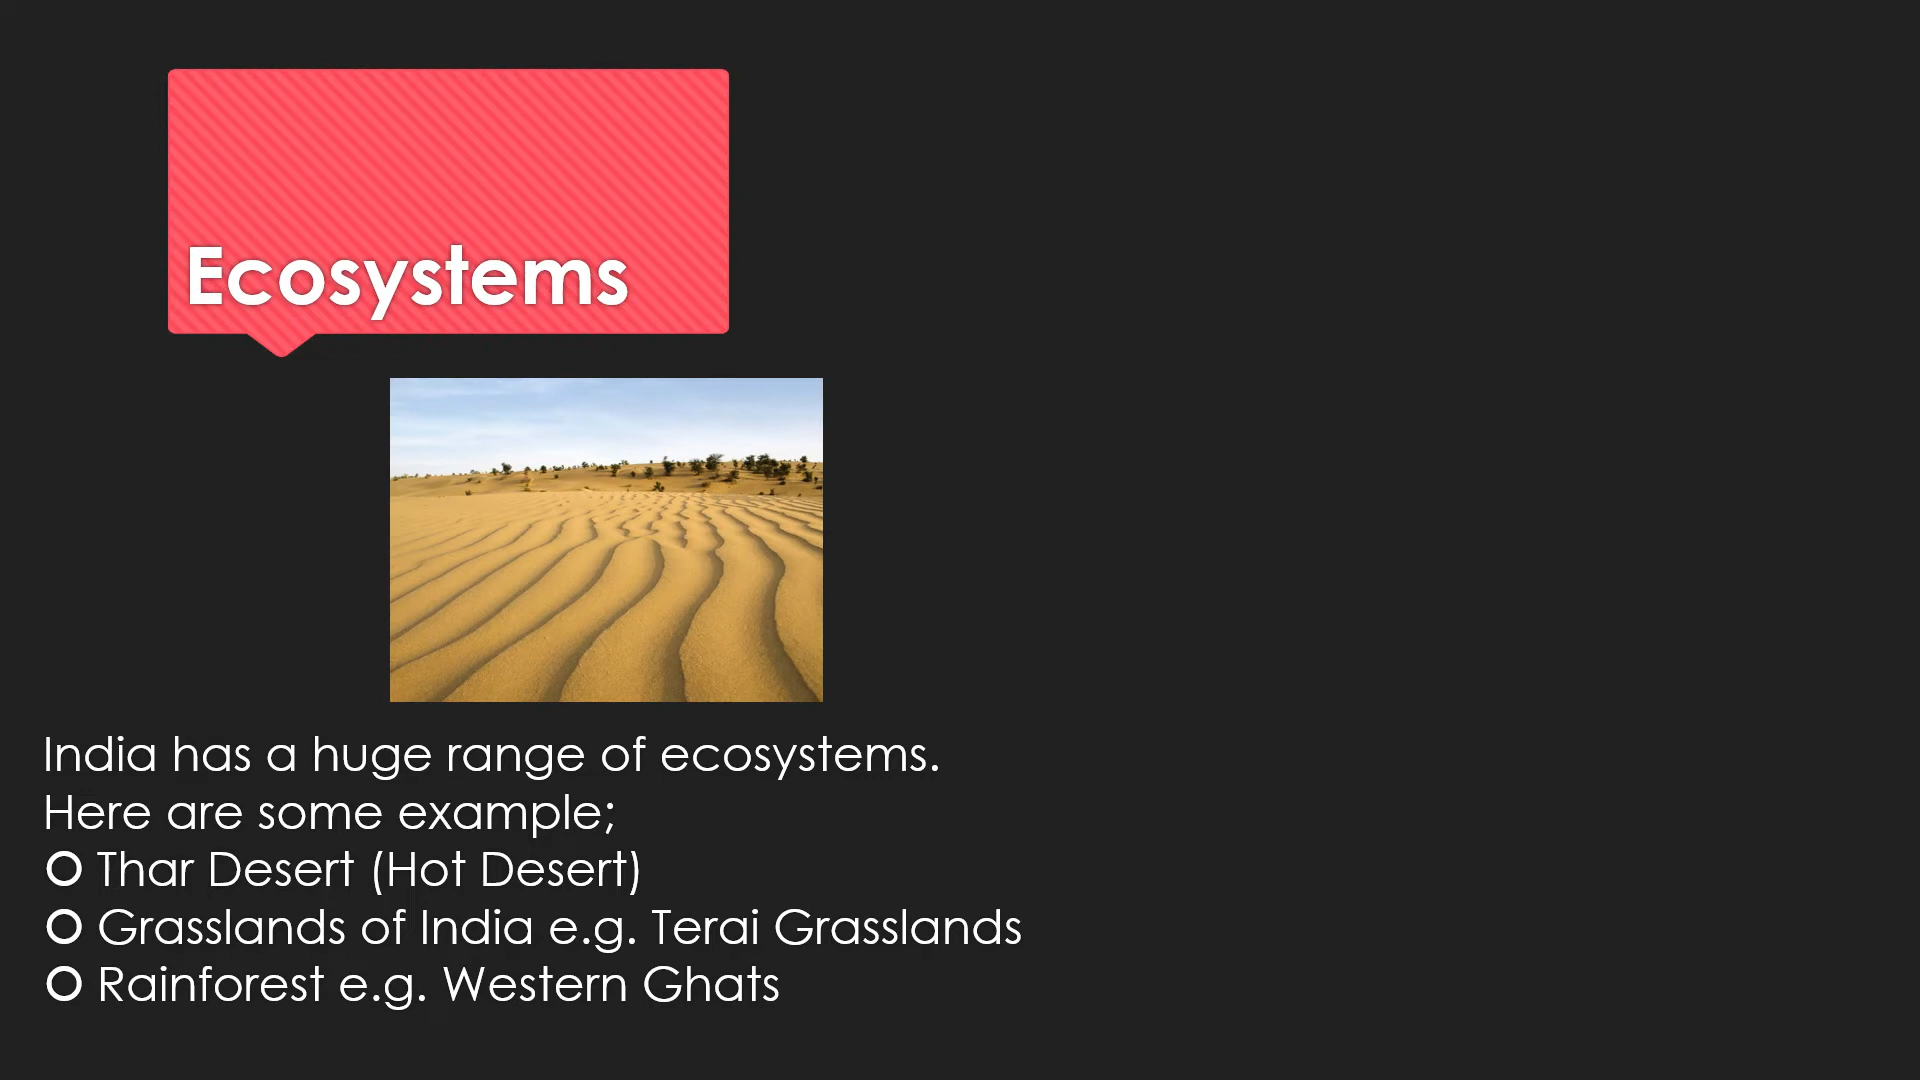 Ecosystems
India has a huge range of ecosystems.
Here are some example;
Thar Desert (Hot Desert)
Grasslands of India e.g. Terai Grasslands
Rainforest e.g. Western Ghats